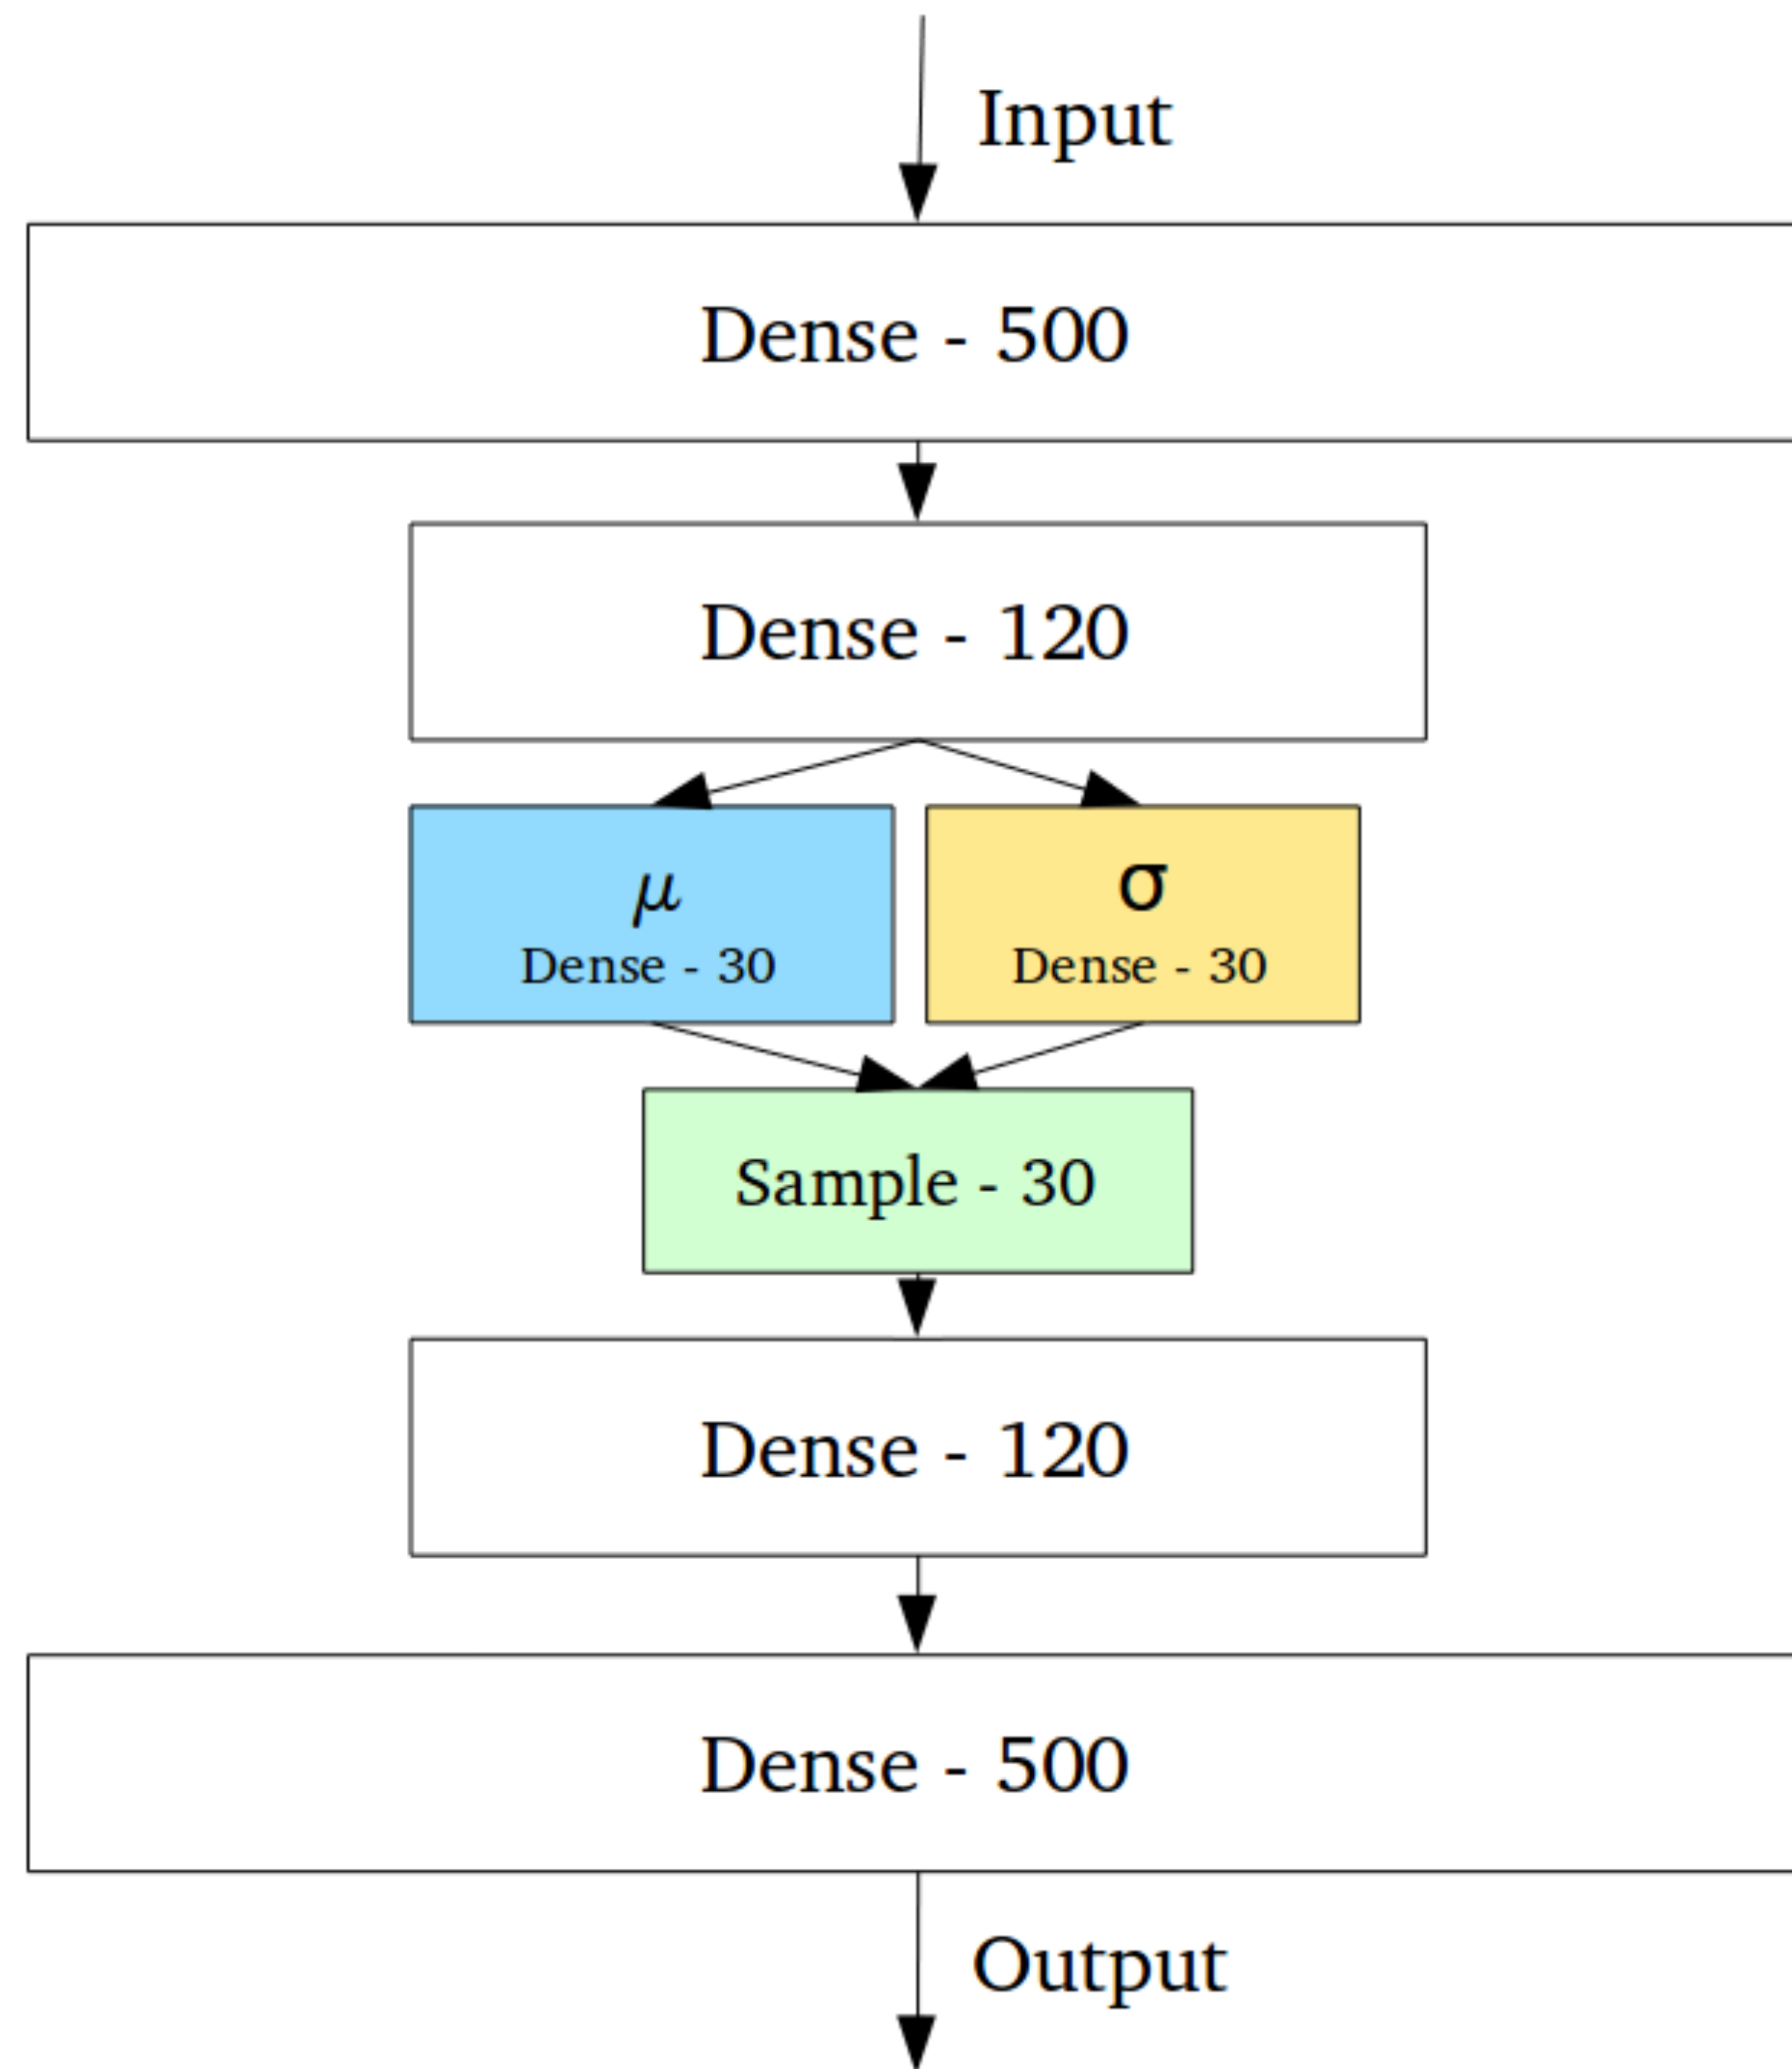 Input
Dense - 500
Dense - 120
μ
Dense - 30
σ
Dense - 30
Sample - 30
Dense - 120
Dense - 500
Output